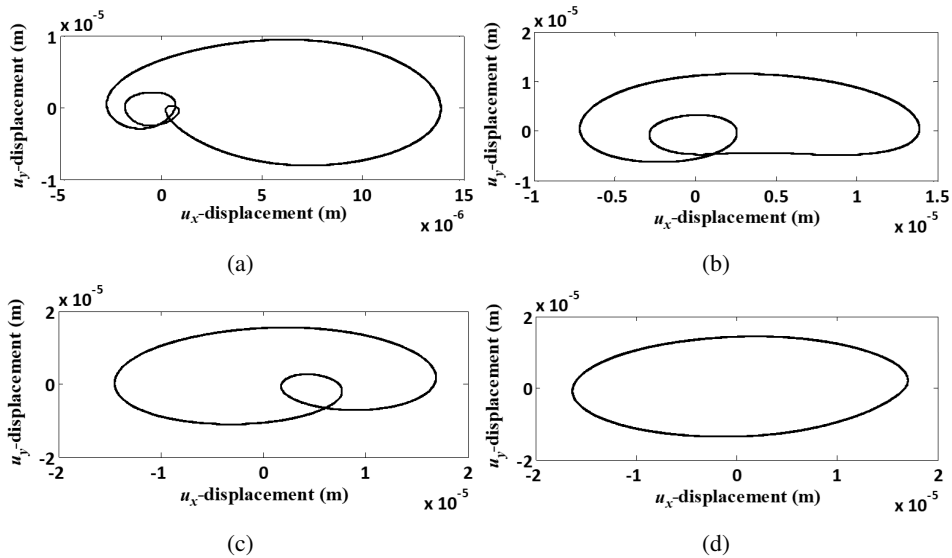 x 10⁻⁵
1
0
-1
u_y-displacement (m)
-5 0 5 10 15
u_x-displacement (m)
x 10⁻⁶
(a)
x 10⁻⁵
2
1
0
-1
u_y-displacement (m)
-1 -0.5 0 0.5 1 1.5
u_x-displacement (m)
x 10⁻⁵
(b)
x 10⁻⁵
2
0
-2
u_y-displacement (m)
-2 -1 0 1 2
u_x-displacement (m)
x 10⁻⁵
(c)
x 10⁻⁵
2
0
-2
u_y-displacement (m)
-2 -1 0 1 2
u_x-displacement (m)
x 10⁻⁵
(d)